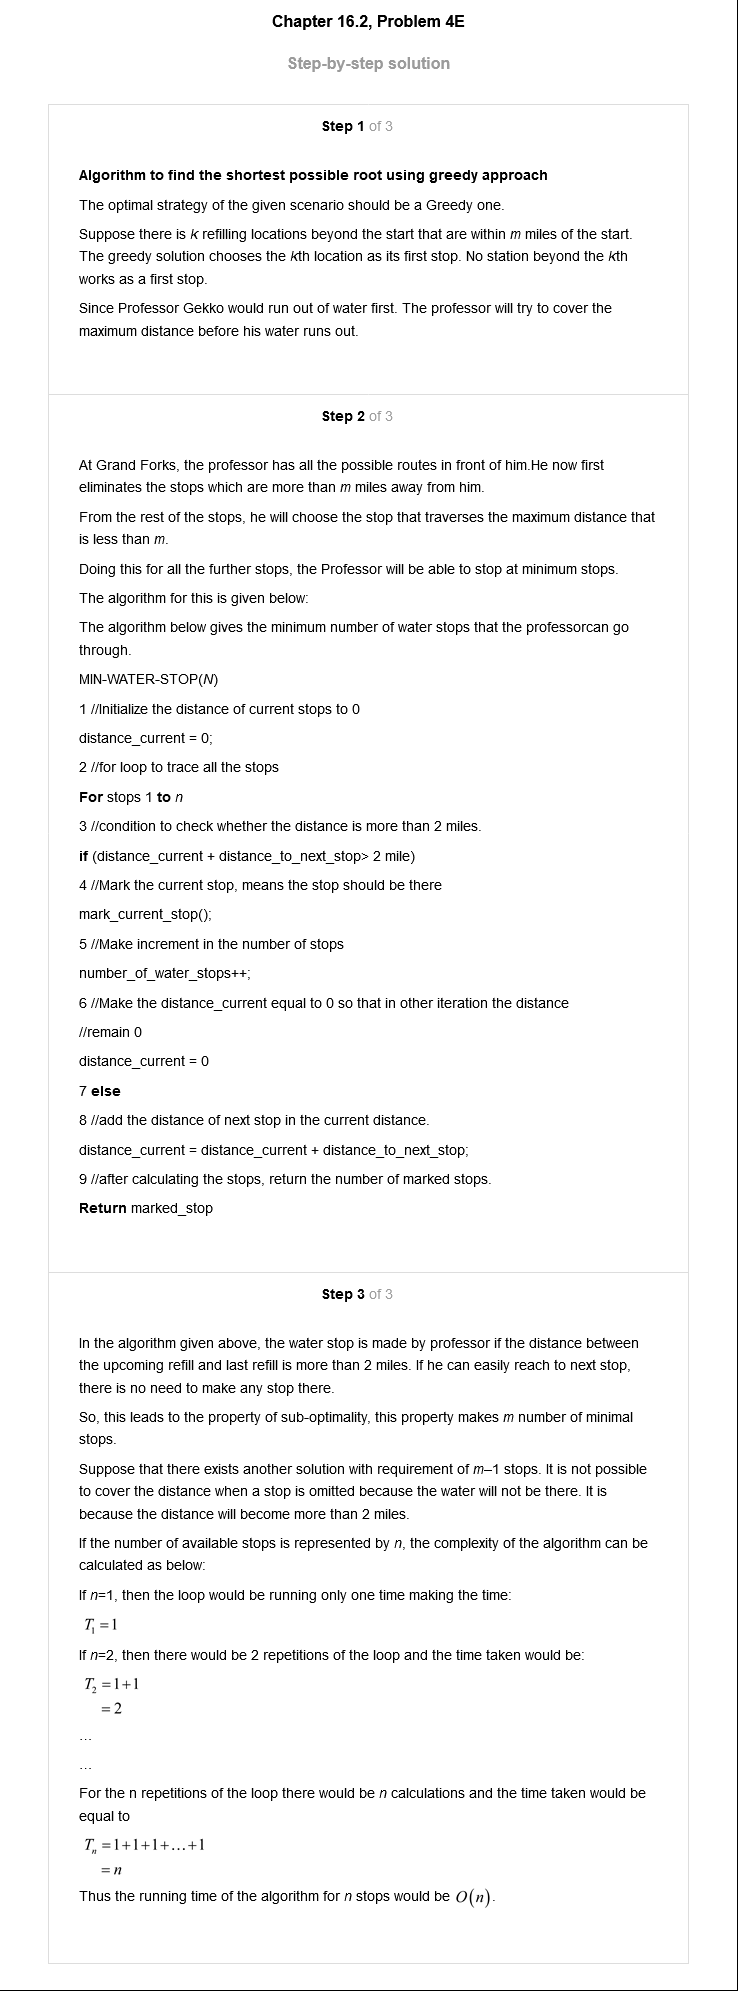 Chapter 16.2, Problem 4E
Step-by-step solution
Step 1 of 3
Algorithm to find the shortest possible root using greedy approach
The optimal strategy of the given scenario should be a Greedy one.
Suppose there is k refilling locations beyond the start that are within m miles of the start.
The greedy solution chooses the kth location as its first stop. No station beyond the kth
works as a first stop.
Since Professor Gekko would run out of water first. The professor will try to cover the
maximum distance before his water runs out.
Step 2 of 3
At Grand Forks, the professor has all the possible routes in front of him.He now first
eliminates the stops which are more than m miles away from him.
From the rest of the stops, he will choose the stop that traverses the maximum distance that
is less than m.
Doing this for all the further stops, the Professor will be able to stop at minimum stops.
The algorithm for this is given below:
The algorithm below gives the minimum number of water stops that the professorcan go
through.
MIN-WATER-STOP(N)
1 //Initialize the distance of current stops to 0
distance_current = 0;
2 //for loop to trace all the stops
For stops 1 to n
3 //condition to check whether the distance is more than 2 miles.
if (distance_current + distance_to_next_stop> 2 mile)
4 //Mark the current stop, means the stop should be there
mark_current_stop();
5 //Make increment in the number of stops
number_of_water_stops++;
6 //Make the distance_current equal to 0 so that in other iteration the distance
//remain 0
distance_current = 0
7 else
8 //add the distance of next stop in the current distance.
distance_current = distance_current + distance_to_next_stop;
9 //after calculating the stops, return the number of marked stops.
Return marked_stop
Step 3 of 3
In the algorithm given above, the water stop is made by professor if the distance between
the upcoming refill and last refill is more than 2 miles. If he can easily reach to next stop,
there is no need to make any stop there.
So, this leads to the property of sub-optimality, this property makes m number of minimal
stops.
Suppose that there exists another solution with requirement of m–1 stops. It is not possible
to cover the distance when a stop is omitted because the water will not be there. It is
because the distance will become more than 2 miles.
If the number of available stops is represented by n, the complexity of the algorithm can be
calculated as below:
If n=1, then the loop would be running only one time making the time:
T₁ = 1
If n=2, then there would be 2 repetitions of the loop and the time taken would be:
T₂ = 1+1
= 2
...
...
For the n repetitions of the loop there would be n calculations and the time taken would be
equal to
Tₙ = 1+1+1+...+1
= n
Thus the running time of the algorithm for n stops would be O(n).